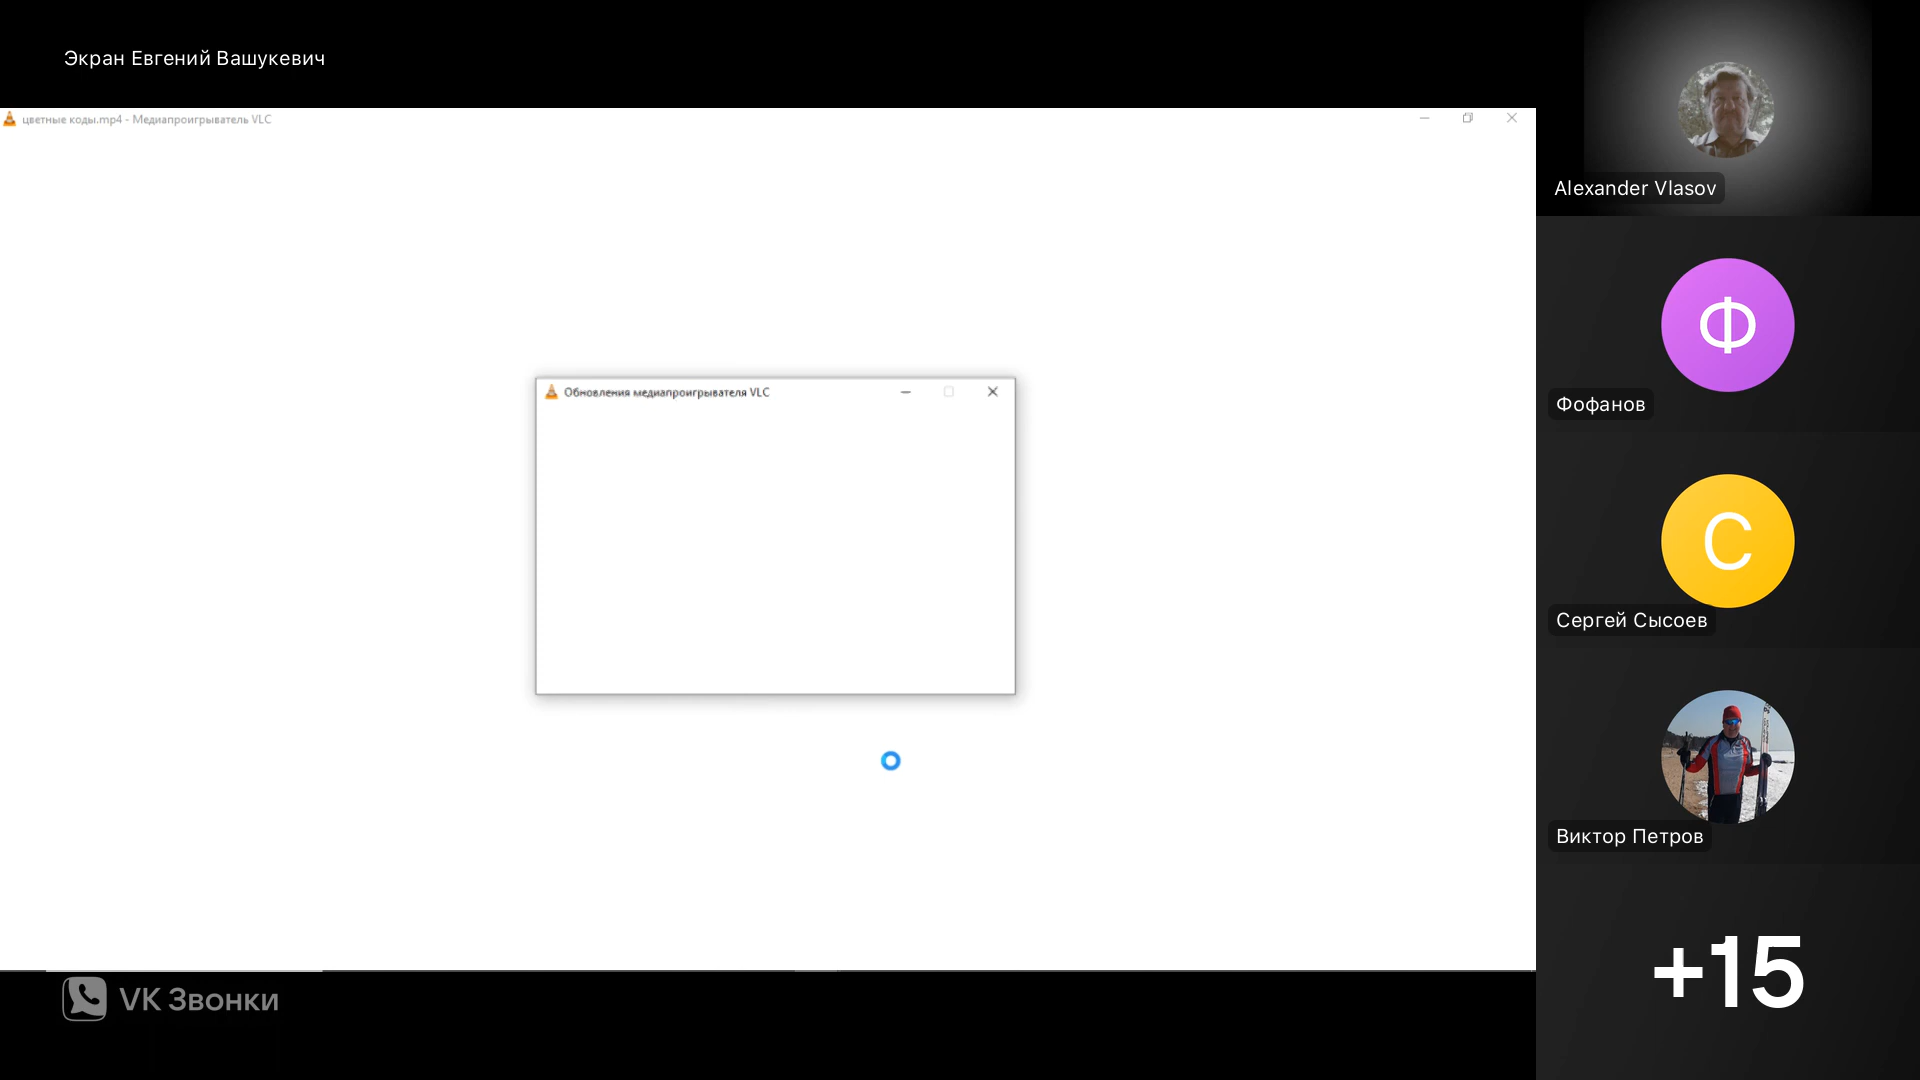 Экран Евгений Вашукевич
цветные коды.mp4 - Медиапроигрыватель VLC
Обновления медиапроигрывателя VLC
Alexander Vlasov
Ф
Фофанов
С
Сергей Сысоев
Виктор Петров
+15
VK Звонки